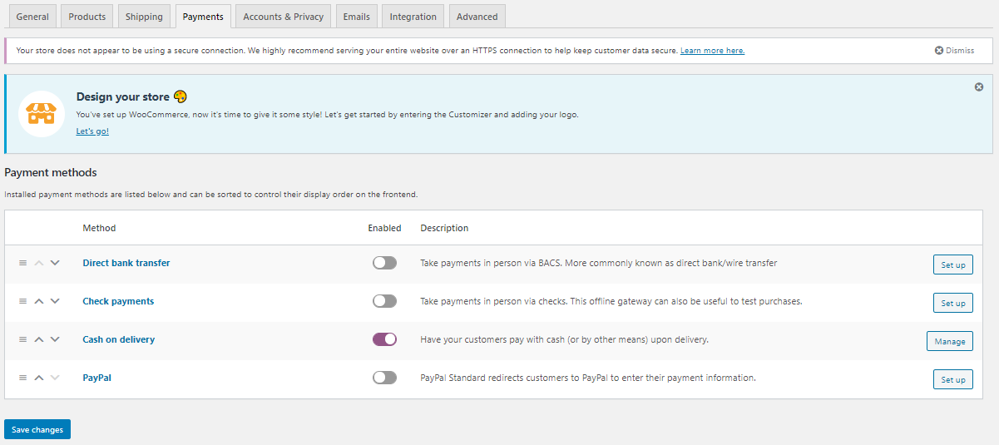 General Products Shipping Payments Accounts & Privacy Emails Integration Advanced
Your store does not appear to be using a secure connection. We highly recommend serving your entire website over an HTTPS connection to help keep customer data secure. Learn more here. Dismiss
Design your store
You've set up WooCommerce, now it's time to give it some style! Let's get started by entering the Customizer and adding your logo.
Let's go!
Payment methods
Installed payment methods are listed below and can be sorted to control their display order on the frontend.
Method Enabled Description
Direct bank transfer Take payments in person via BACS. More commonly known as direct bank/wire transfer Set up
Check payments Take payments in person via checks. This offline gateway can also be useful to test purchases. Set up
Cash on delivery Have your customers pay with cash (or by other means) upon delivery. Manage
PayPal PayPal Standard redirects customers to PayPal to enter their payment information. Set up
Save changes